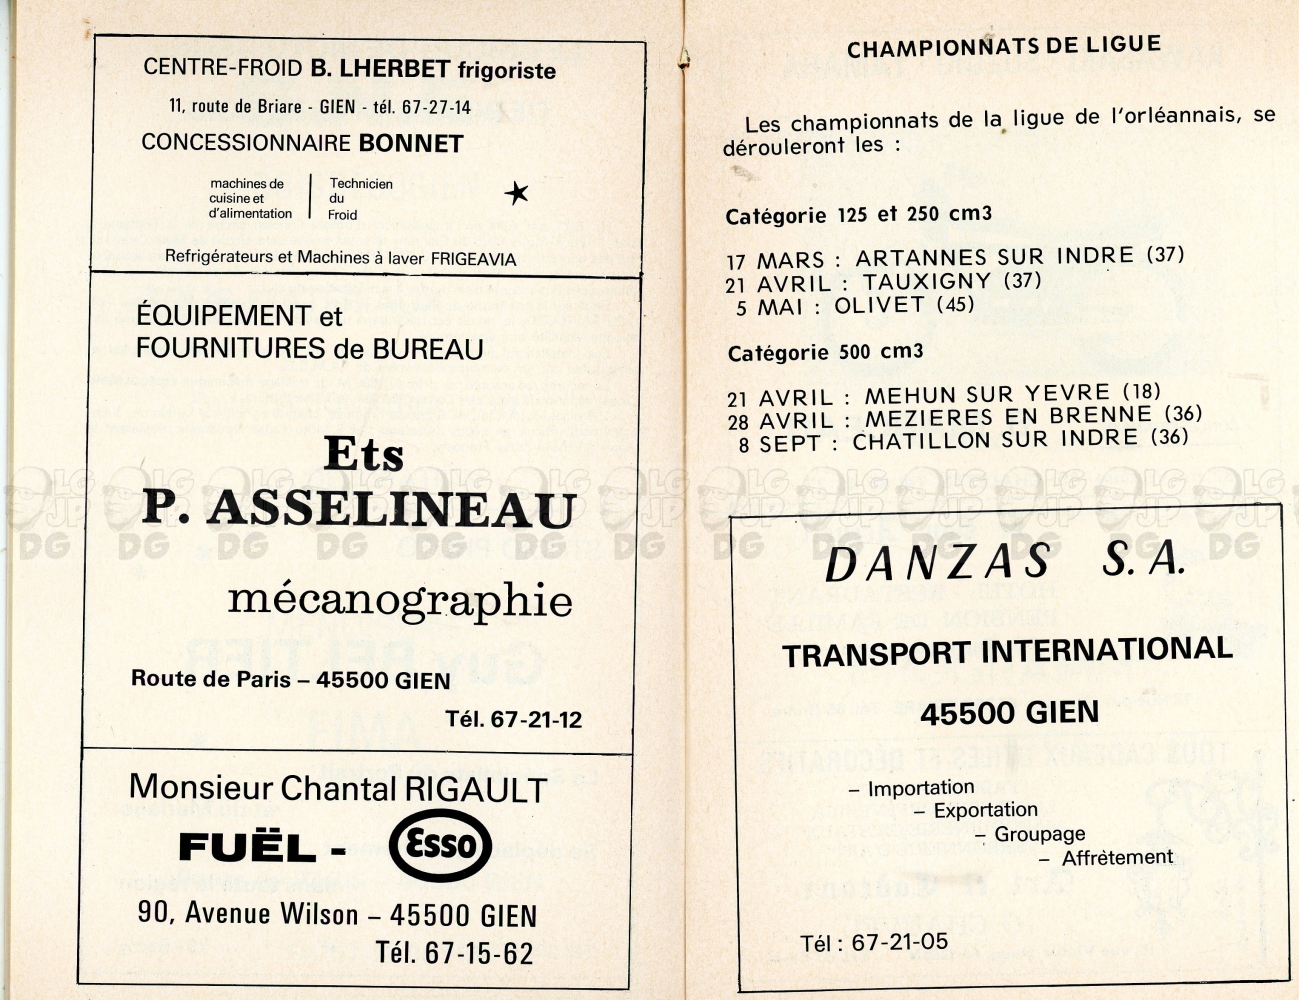 CENTRE-FROID B. LHERBET frigoriste
11, route de Briare - GIEN - tél. 67-27-14
CONCESSIONNAIRE BONNET
machines de
cuisine et
d'alimentation
Technicien
du
Froid
Refrigérateurs et Machines à laver FRIGEAVIA
ÉQUIPEMENT et
FOURNITURES de BUREAU
Ets
P. ASSELINEAU
mécanographie
Route de Paris – 45500 GIEN
Tél. 67-21-12
Monsieur Chantal RIGAULT
FUËL - Esso
90, Avenue Wilson – 45500 GIEN
Tél. 67-15-62
CHAMPIONNATS DE LIGUE
Les championnats de la ligue de l'orléannais, se
dérouleront les :
Catégorie 125 et 250 cm3
17 MARS : ARTANNES SUR INDRE (37)
21 AVRIL : TAUXIGNY (37)
5 MAI : OLIVET (45)
Catégorie 500 cm3
21 AVRIL : MEHUN SUR YEVRE (18)
28 AVRIL : MEZIERES EN BRENNE (36)
8 SEPT : CHATILLON SUR INDRE (36)
DANZAS S.A.
TRANSPORT INTERNATIONAL
45500 GIEN
– Importation
– Exportation
– Groupage
– Affrètement
Tél : 67-21-05
LG
JP
DG